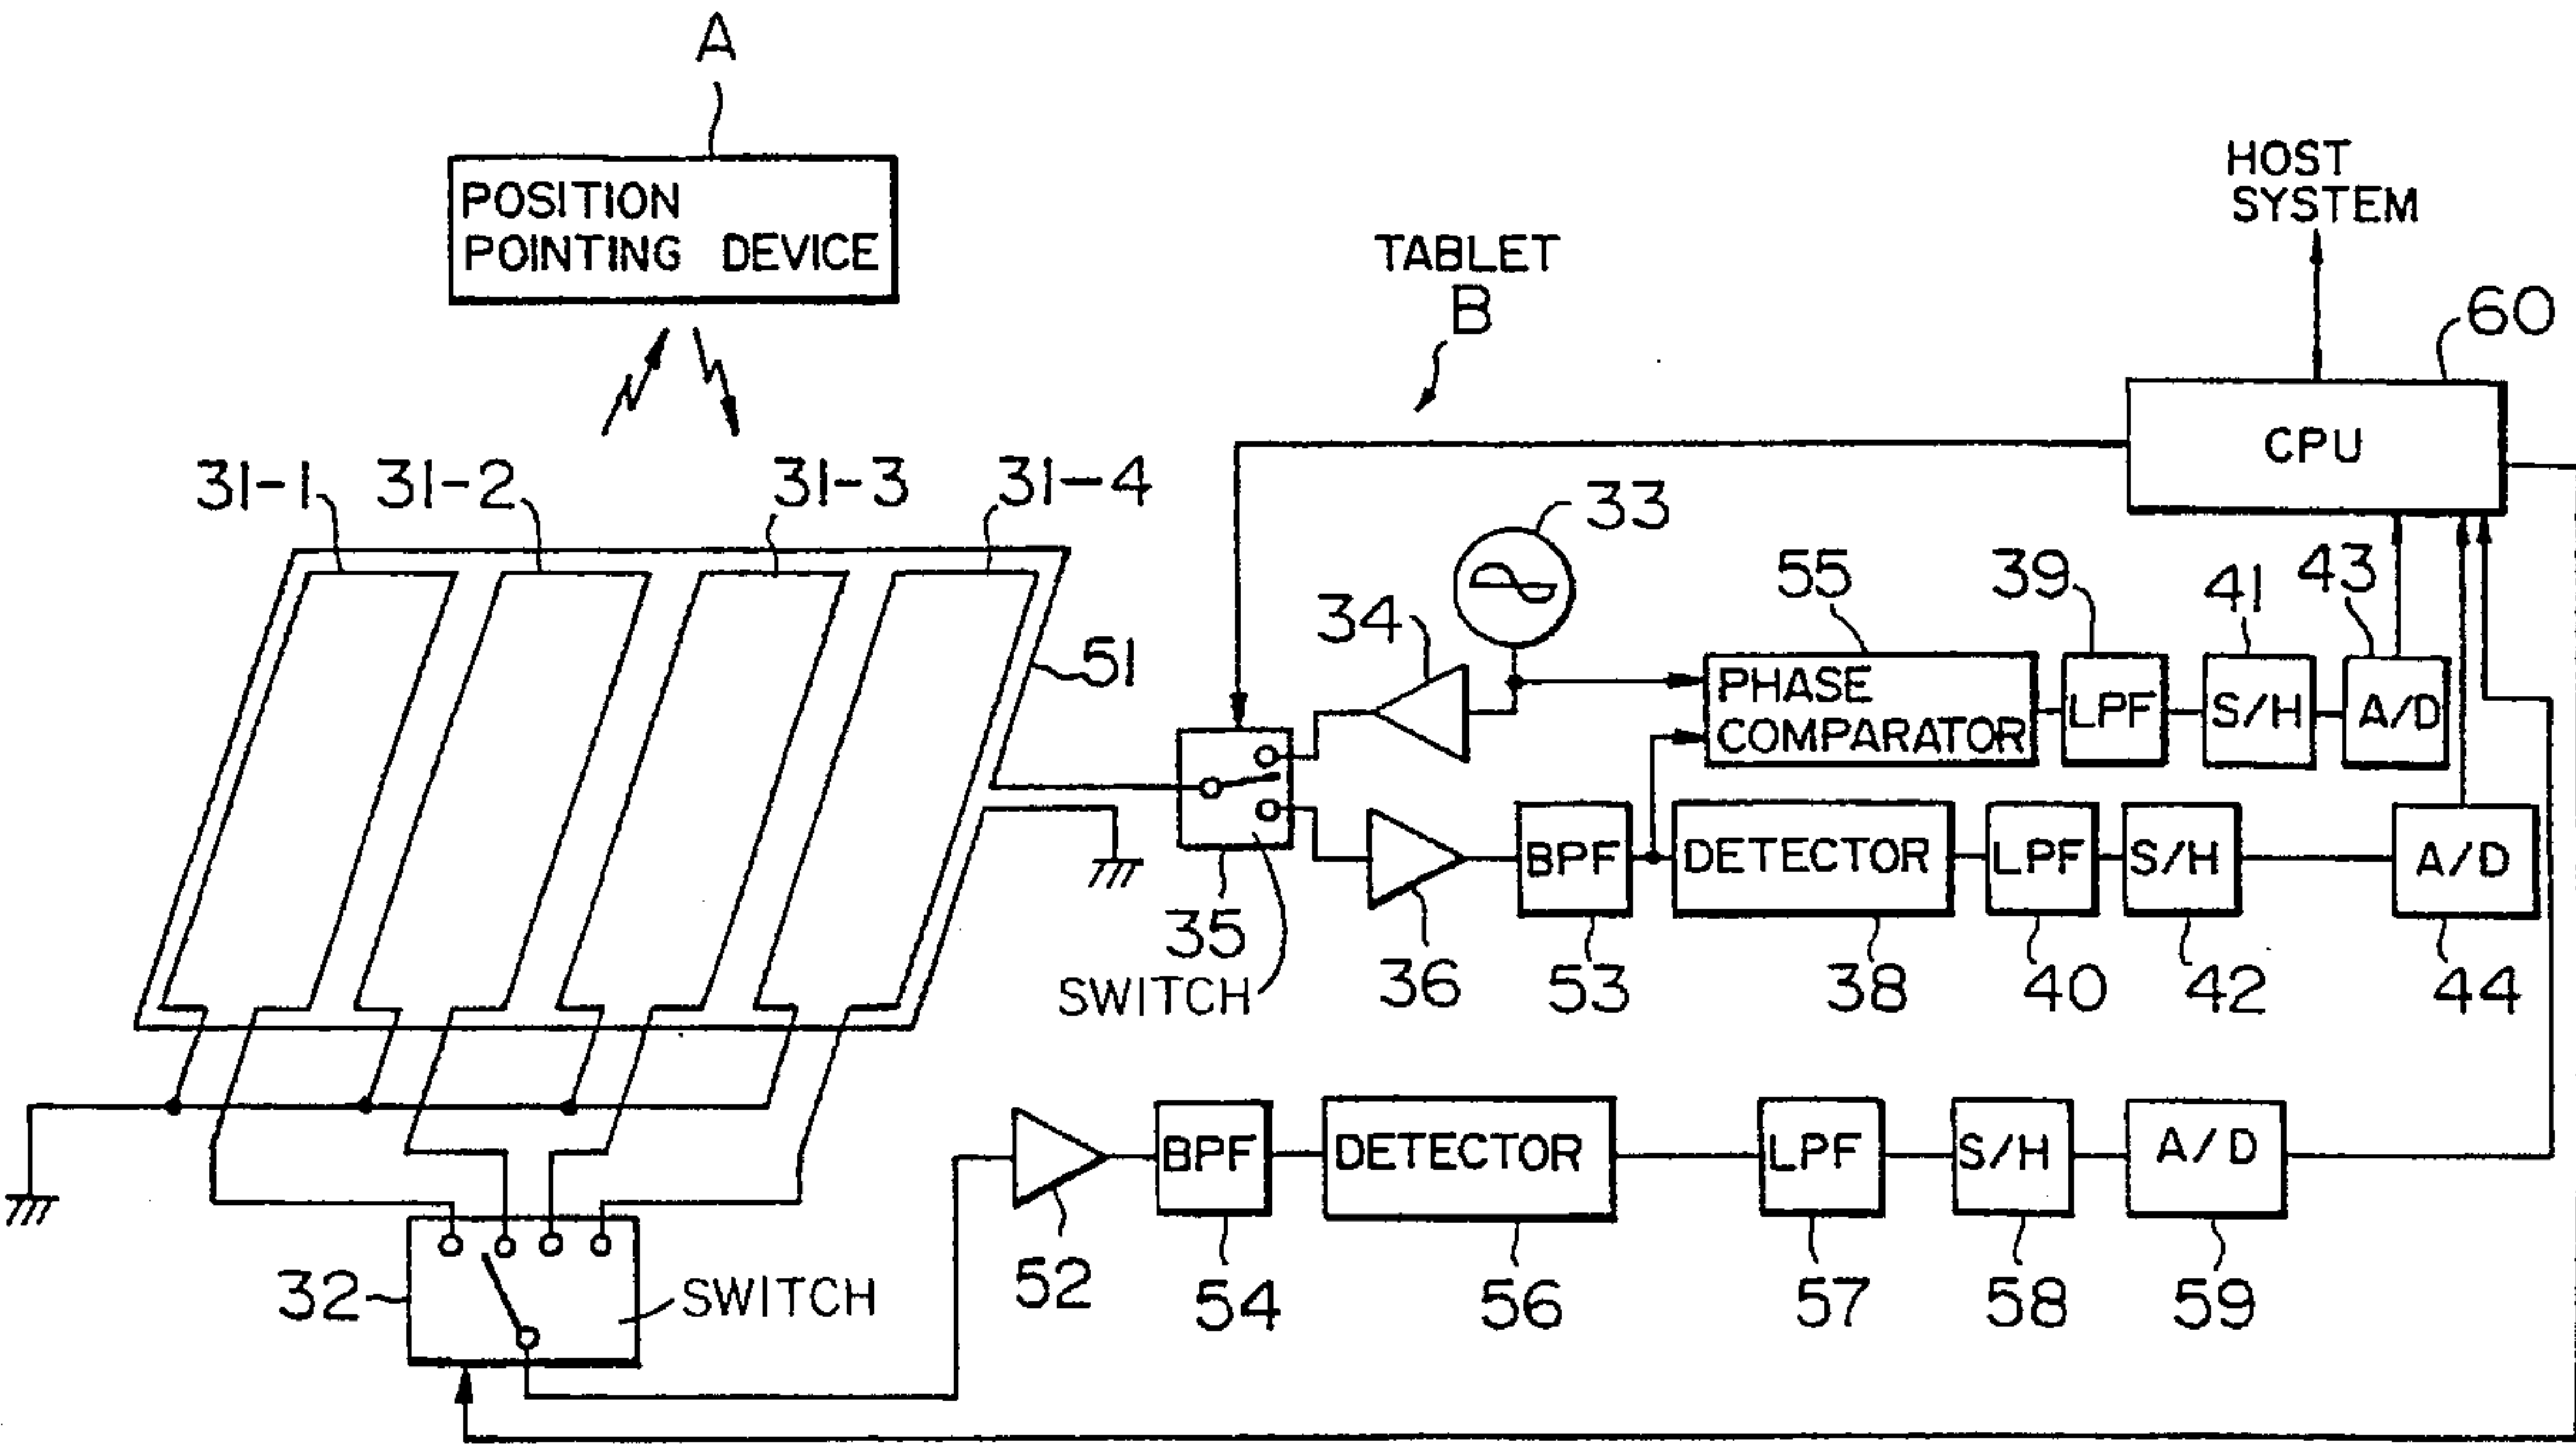 A
POSITION
POINTING DEVICE
HOST
SYSTEM
TABLET
B
60
CPU
31-1
31-2
31-3
31-4
33
34
55
39
41
43
51
PHASE
COMPARATOR
LPF
S/H
A/D
BPF
DETECTOR
LPF
S/H
A/D
35
SWITCH
36
53
38
40
42
44
BPF
DETECTOR
LPF
S/H
A/D
32
SWITCH
52
54
56
57
58
59